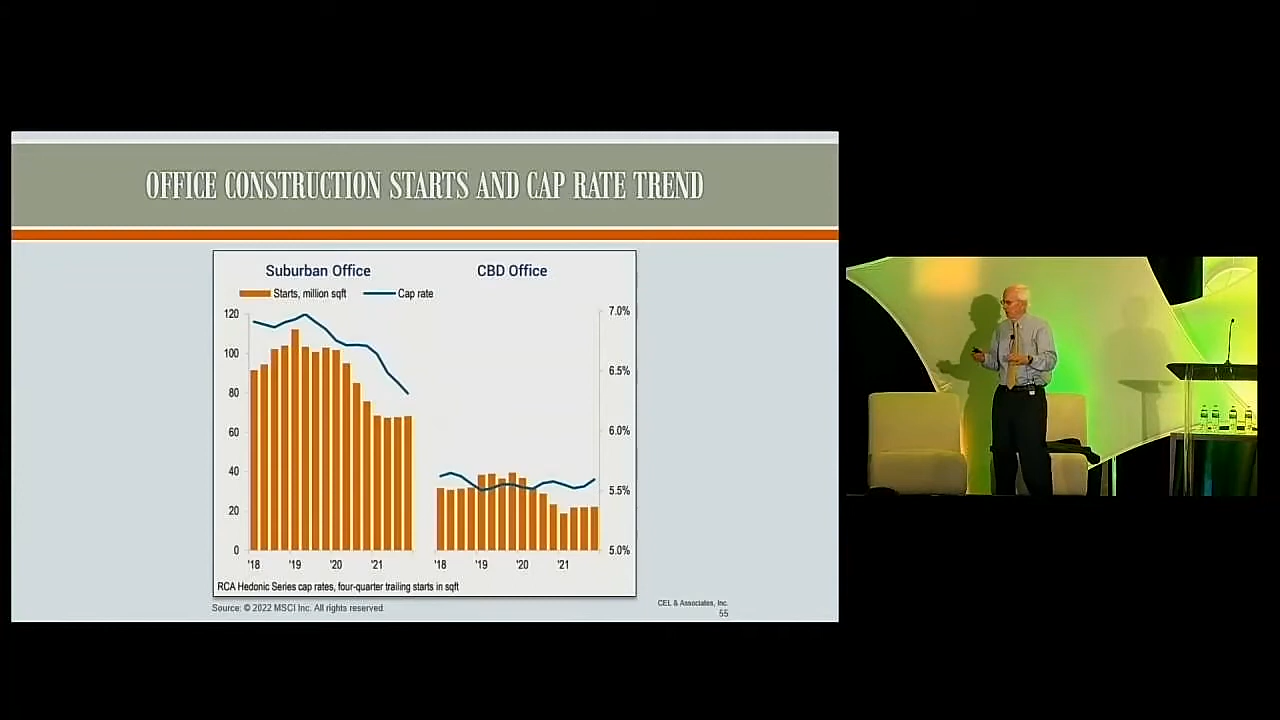 OFFICE CONSTRUCTION STARTS AND CAP RATE TREND
Suburban Office
CBD Office
Starts, million sqft
Cap rate
120
100
80
60
40
20
0
7.0%
6.5%
6.0%
5.5%
5.0%
'18 '19 '20 '21
'18 '19 '20 '21
RCA Hedonic Series cap rates, four-quarter trailing starts in sqft
Source: © 2022 MSCI Inc. All rights reserved.
CEL & Associates, Inc.
55